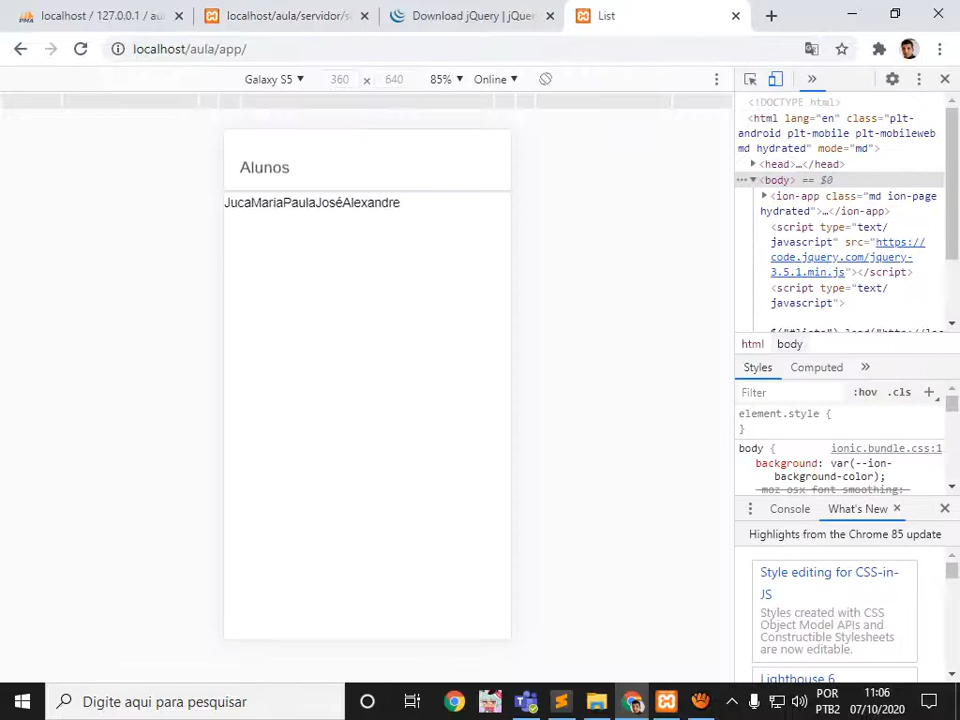 localhost / 127.0.0.1 / au
localhost/aula/servidor/s
Download jQuery | jQue
List
localhost/aula/app/
Galaxy S5 360 x 640 85% Online
Alunos
JucaMariaPaulaJoséAlexandre
<!DOCTYPE html>
<html lang="en" class="plt-
android plt-mobile plt-mobileweb
md hydrated" mode="md">
<head>…</head>
<body> == $0
<ion-app class="md ion-page
hydrated">…</ion-app>
<script type="text/
javascript" src="https://
code.jquery.com/jquery-
3.5.1.min.js"></script>
<script type="text/
javascript">
html body
Styles Computed
Filter :hov .cls +
element.style {
}
body { ionic.bundle.css:1
background: var(--ion-
background-color);
-moz-osx-font-smoothing:
Console What's New
Highlights from the Chrome 85 update
Style editing for CSS-in-
JS
Styles created with CSS
Object Model APIs and
Constructible Stylesheets
are now editable.
Lighthouse 6
Digite aqui para pesquisar
POR
PTB2
11:06
07/10/2020